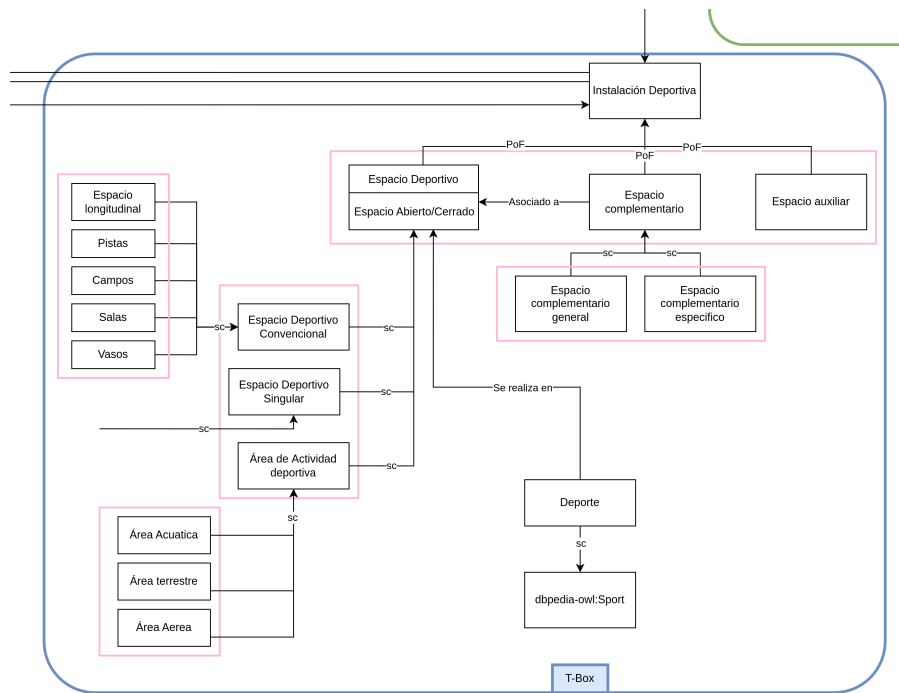 Instalación Deportiva
PoF
PoF
PoF
Espacio Deportivo
Espacio Abierto/Cerrado
Asociado a
Espacio
complementario
Espacio auxiliar
sc
sc
Espacio
complementario
general
Espacio
complementario
especifico
Espacio
longitudinal
Pistas
Campos
Salas
Vasos
sc
Espacio Deportivo
Convencional
sc
Espacio Deportivo
Singular
sc
sc
Área de Actividad
deportiva
sc
sc
Área Acuatica
Área terrestre
Área Aerea
Se realiza en
Deporte
sc
dbpedia-owl:Sport
T-Box